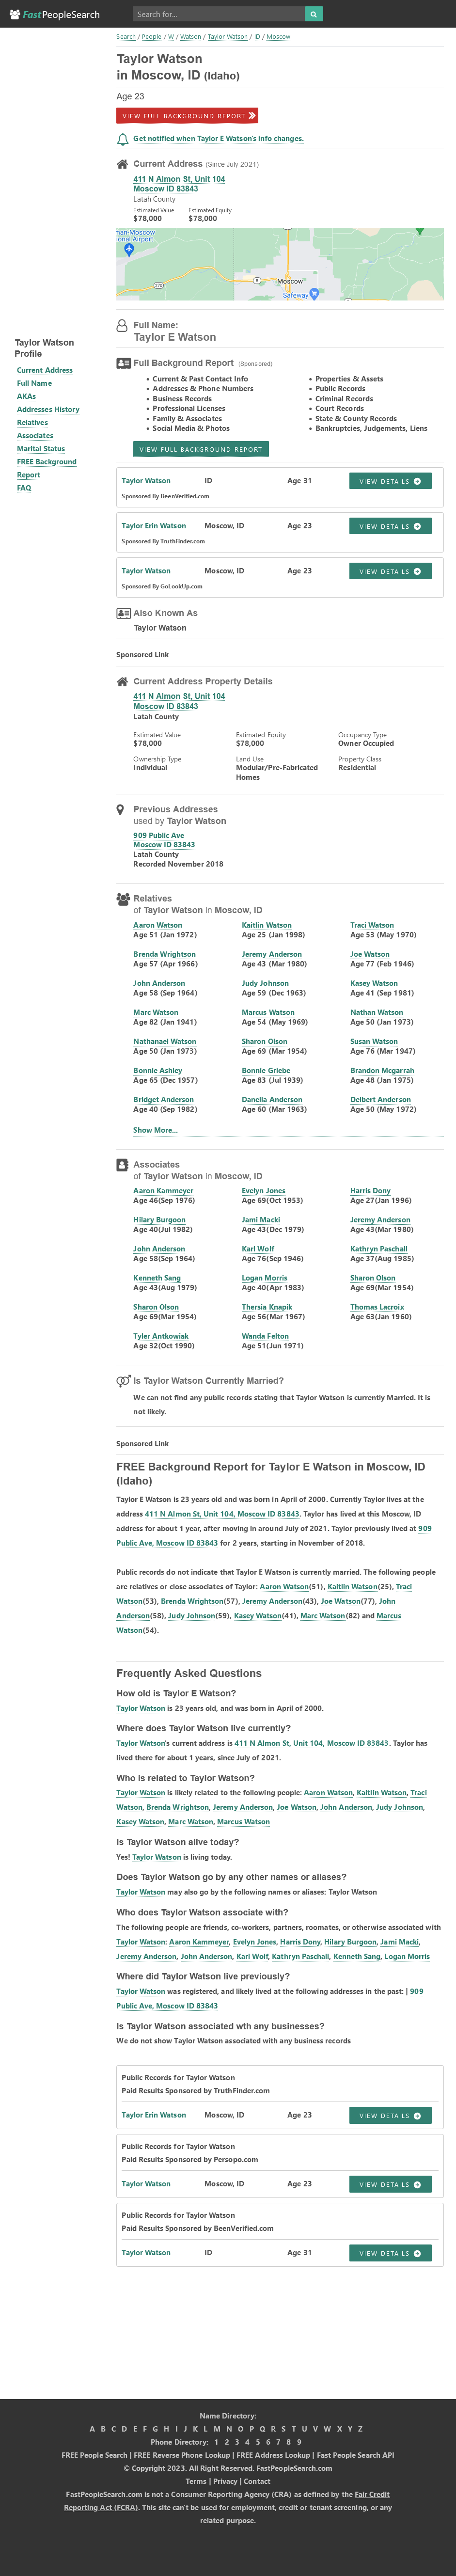 FastPeopleSearch
Search for...
Search / People / W / Watson / Taylor Watson / ID / Moscow
Taylor Watson
in Moscow, ID (Idaho)
Age 23
VIEW FULL BACKGROUND REPORT
Get notified when Taylor E Watson's info changes.
Current Address (Since July 2021)
411 N Almon St, Unit 104
Moscow ID 83843
Latah County
Estimated Value Estimated Equity
$78,000 $78,000
man-Moscow
ional Airport
270
8
Moscow
8
Safeway
Taylor Watson
Profile
Current Address
Full Name
AKAs
Addresses History
Relatives
Associates
Marital Status
FREE Background
Report
FAQ
Full Name:
Taylor E Watson
Full Background Report (Sponsored)
• Current & Past Contact Info
• Addresses & Phone Numbers
• Business Records
• Professional Licenses
• Family & Associates
• Social Media & Photos
• Properties & Assets
• Public Records
• Criminal Records
• Court Records
• State & County Records
• Bankruptcies, Judgements, Liens
VIEW FULL BACKGROUND REPORT
Taylor Watson ID Age 31 VIEW DETAILS
Sponsored By BeenVerified.com
Taylor Erin Watson Moscow, ID Age 23 VIEW DETAILS
Sponsored By TruthFinder.com
Taylor Watson Moscow, ID Age 23 VIEW DETAILS
Sponsored By GoLookUp.com
Also Known As
Taylor Watson
Sponsored Link
Current Address Property Details
411 N Almon St, Unit 104
Moscow ID 83843
Latah County
Estimated Value Estimated Equity Occupancy Type
$78,000 $78,000 Owner Occupied
Ownership Type Land Use Property Class
Individual Modular/Pre-Fabricated Residential
Homes
Previous Addresses
used by Taylor Watson
909 Public Ave
Moscow ID 83843
Latah County
Recorded November 2018
Relatives
of Taylor Watson in Moscow, ID
Aaron Watson Kaitlin Watson Traci Watson
Age 51 (Jan 1972) Age 25 (Jan 1998) Age 53 (May 1970)
Brenda Wrightson Jeremy Anderson Joe Watson
Age 57 (Apr 1966) Age 43 (Mar 1980) Age 77 (Feb 1946)
John Anderson Judy Johnson Kasey Watson
Age 58 (Sep 1964) Age 59 (Dec 1963) Age 41 (Sep 1981)
Marc Watson Marcus Watson Nathan Watson
Age 82 (Jan 1941) Age 54 (May 1969) Age 50 (Jan 1973)
Nathanael Watson Sharon Olson Susan Watson
Age 50 (Jan 1973) Age 69 (Mar 1954) Age 76 (Mar 1947)
Bonnie Ashley Bonnie Griebe Brandon Mcgarrah
Age 65 (Dec 1957) Age 83 (Jul 1939) Age 48 (Jan 1975)
Bridget Anderson Danella Anderson Delbert Anderson
Age 40 (Sep 1982) Age 60 (Mar 1963) Age 50 (May 1972)
Show More...
Associates
of Taylor Watson in Moscow, ID
Aaron Kammeyer Evelyn Jones Harris Dony
Age 46(Sep 1976) Age 69(Oct 1953) Age 27(Jan 1996)
Hilary Burgoon Jami Macki Jeremy Anderson
Age 40(Jul 1982) Age 43(Dec 1979) Age 43(Mar 1980)
John Anderson Karl Wolf Kathryn Paschall
Age 58(Sep 1964) Age 76(Sep 1946) Age 37(Aug 1985)
Kenneth Sang Logan Morris Sharon Olson
Age 43(Aug 1979) Age 40(Apr 1983) Age 69(Mar 1954)
Sharon Olson Thersia Knapik Thomas Lacroix
Age 69(Mar 1954) Age 56(Mar 1967) Age 63(Jan 1960)
Tyler Antkowiak Wanda Felton
Age 32(Oct 1990) Age 51(Jun 1971)
Is Taylor Watson Currently Married?
We can not find any public records stating that Taylor Watson is currently Married. It is
not likely.
Sponsored Link
FREE Background Report for Taylor E Watson in Moscow, ID
(Idaho)
Taylor E Watson is 23 years old and was born in April of 2000. Currently Taylor lives at the
address 411 N Almon St, Unit 104, Moscow ID 83843. Taylor has lived at this Moscow, ID
address for about 1 year, after moving in around July of 2021. Taylor previously lived at 909
Public Ave, Moscow ID 83843 for 2 years, starting in November of 2018.
Public records do not indicate that Taylor E Watson is currently married. The following people
are relatives or close associates of Taylor: Aaron Watson(51), Kaitlin Watson(25), Traci
Watson(53), Brenda Wrightson(57), Jeremy Anderson(43), Joe Watson(77), John
Anderson(58), Judy Johnson(59), Kasey Watson(41), Marc Watson(82) and Marcus
Watson(54).
Frequently Asked Questions
How old is Taylor E Watson?
Taylor Watson is 23 years old, and was born in April of 2000.
Where does Taylor Watson live currently?
Taylor Watson's current address is 411 N Almon St, Unit 104, Moscow ID 83843. Taylor has
lived there for about 1 years, since July of 2021.
Who is related to Taylor Watson?
Taylor Watson is likely related to the following people: Aaron Watson, Kaitlin Watson, Traci
Watson, Brenda Wrightson, Jeremy Anderson, Joe Watson, John Anderson, Judy Johnson,
Kasey Watson, Marc Watson, Marcus Watson
Is Taylor Watson alive today?
Yes! Taylor Watson is living today.
Does Taylor Watson go by any other names or aliases?
Taylor Watson may also go by the following names or aliases: Taylor Watson
Who does Taylor Watson associate with?
The following people are friends, co-workers, partners, roomates, or otherwise associated with
Taylor Watson: Aaron Kammeyer, Evelyn Jones, Harris Dony, Hilary Burgoon, Jami Macki,
Jeremy Anderson, John Anderson, Karl Wolf, Kathryn Paschall, Kenneth Sang, Logan Morris
Where did Taylor Watson live previously?
Taylor Watson was registered, and likely lived at the following addresses in the past: | 909
Public Ave, Moscow ID 83843
Is Taylor Watson associated wth any businesses?
We do not show Taylor Watson associated with any business records
Public Records for Taylor Watson
Paid Results Sponsored by TruthFinder.com
Taylor Erin Watson Moscow, ID Age 23 VIEW DETAILS
Public Records for Taylor Watson
Paid Results Sponsored by Persopo.com
Taylor Watson Moscow, ID Age 23 VIEW DETAILS
Public Records for Taylor Watson
Paid Results Sponsored by BeenVerified.com
Taylor Watson ID Age 31 VIEW DETAILS
Name Directory:
A B C D E F G H I J K L M N O P Q R S T U V W X Y Z
Phone Directory: 1 2 3 4 5 6 7 8 9
FREE People Search | FREE Reverse Phone Lookup | FREE Address Lookup | Fast People Search API
© Copyright 2023. All Right Reserved. FastPeopleSearch.com
Terms | Privacy | Contact
FastPeopleSearch.com is not a Consumer Reporting Agency (CRA) as defined by the Fair Credit
Reporting Act (FCRA). This site can't be used for employment, credit or tenant screening, or any
related purpose.